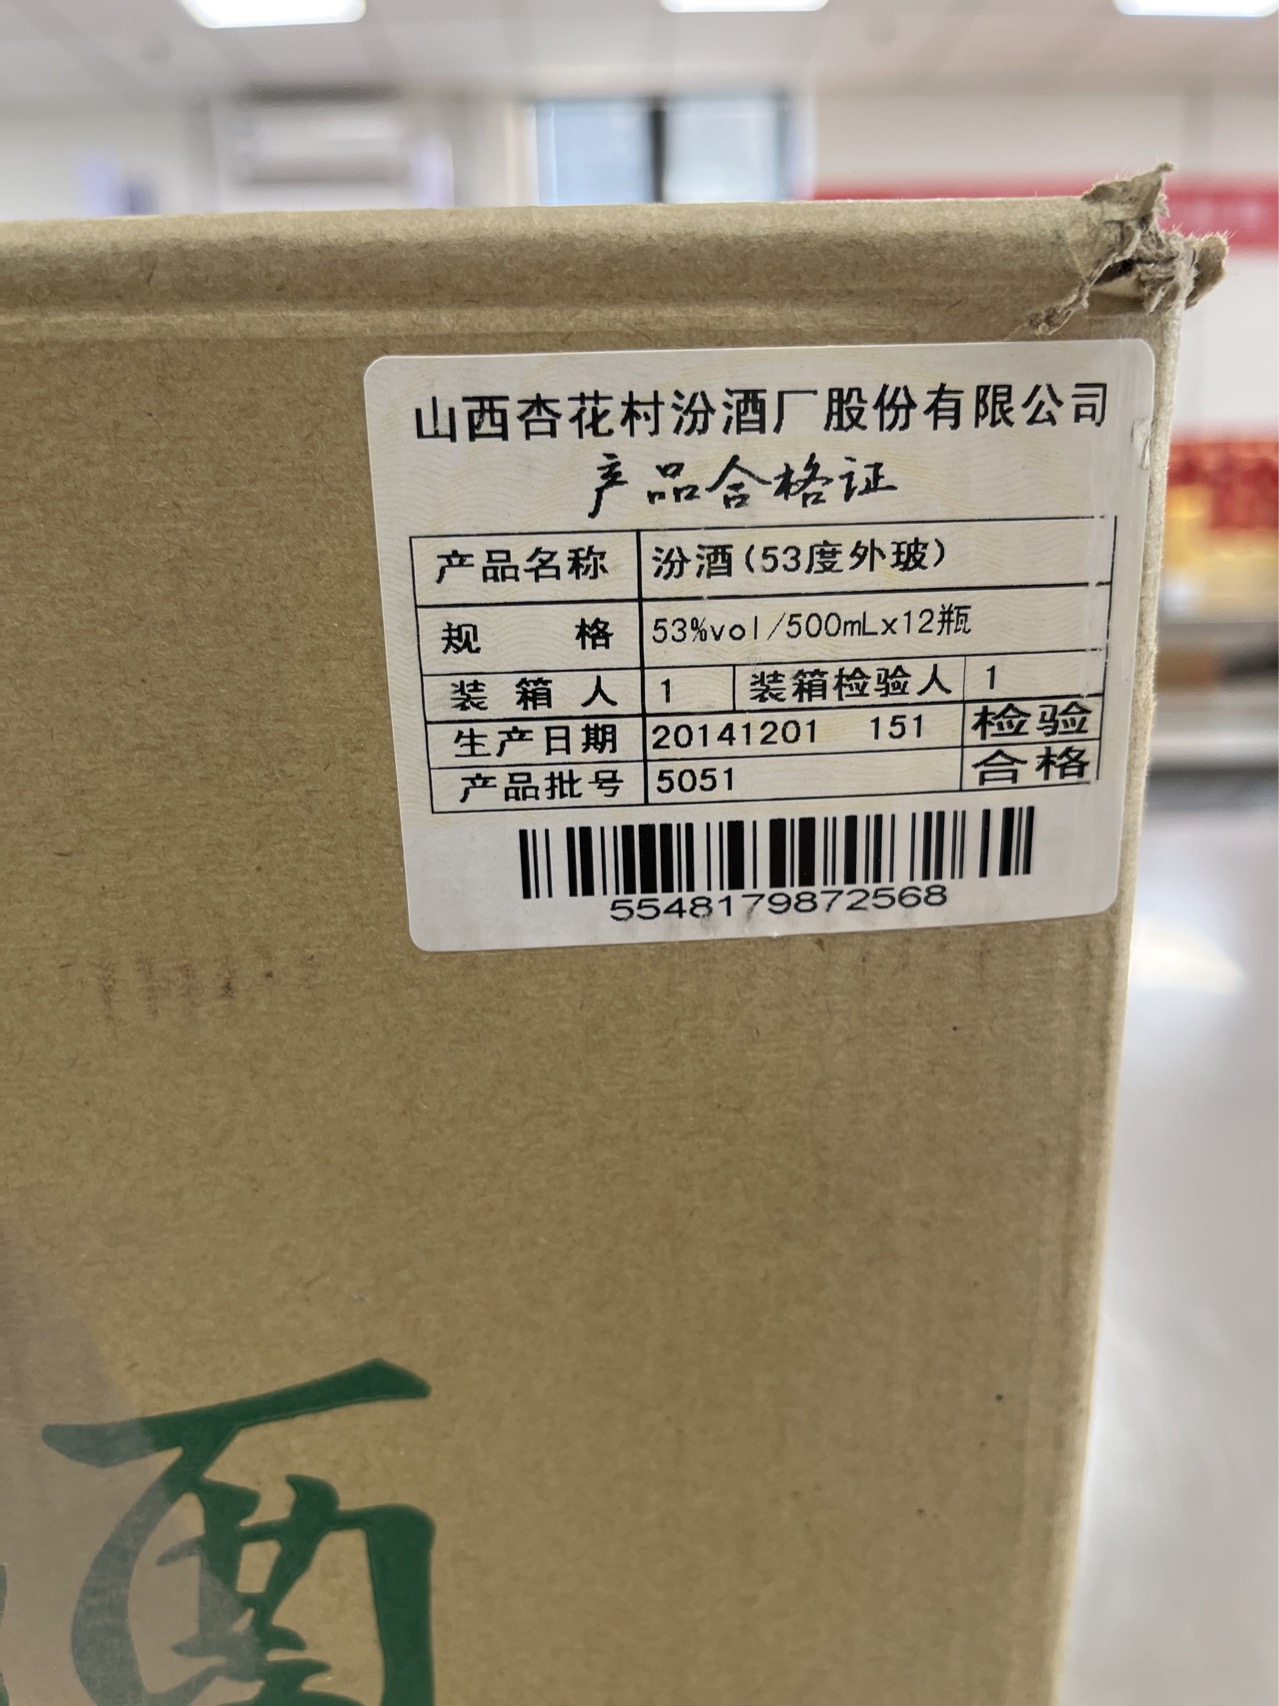 山西杏花村汾酒厂股份有限公司
产品合格证
产品名称 汾酒(53度外玻)
规 格 53%vol/500mLx12瓶
装箱人 1 装箱检验人 1
生产日期 20141201 151 检验
产品批号 5051 合格
5548179872568
酒